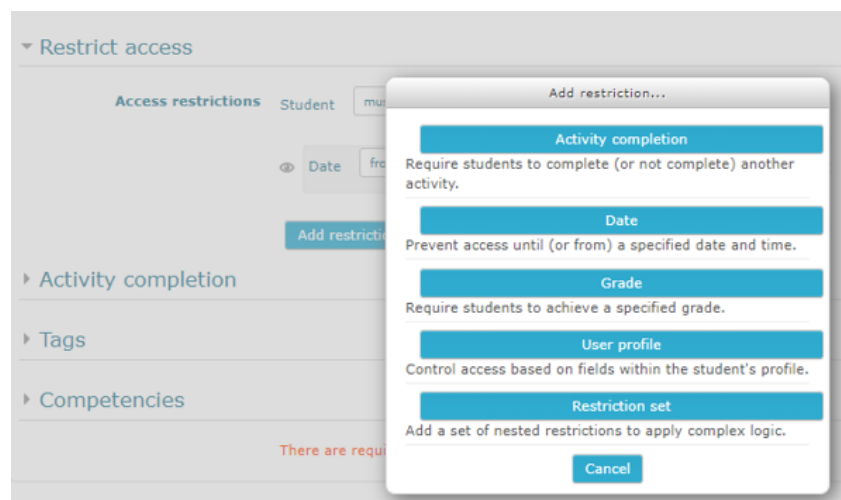 Restrict access
Access restrictions
Student
Date
Add restriction...
Activity completion
Require students to complete (or not complete) another
activity.
Date
Prevent access until (or from) a specified date and time.
Grade
Require students to achieve a specified grade.
User profile
Control access based on fields within the student's profile.
Restriction set
Add a set of nested restrictions to apply complex logic.
Cancel
Add
Activity completion
Tags
Competencies
There are